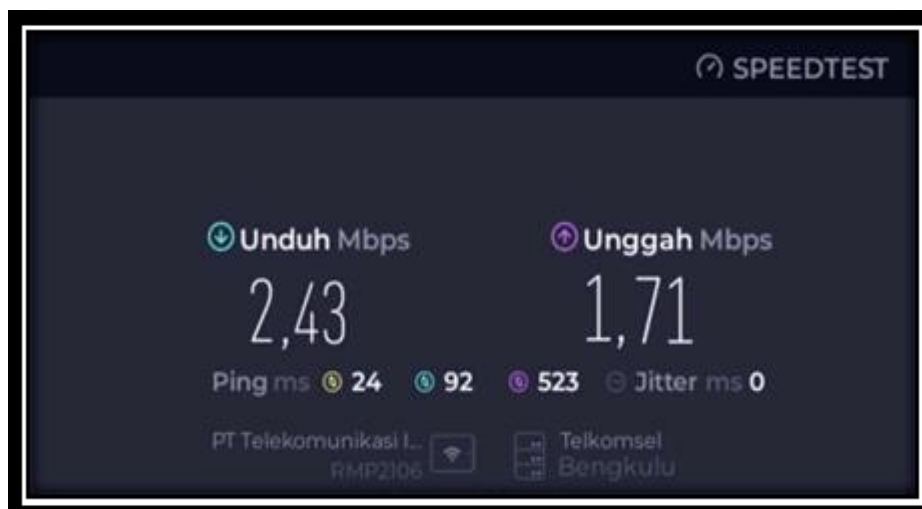 SPEEDTEST
Unduh Mbps
Unggah Mbps
2,43
1,71
Ping ms 24 92 523 Jitter ms 0
PT Telekomunikasi I...
RMP2106
Telkomsel
Bengkulu